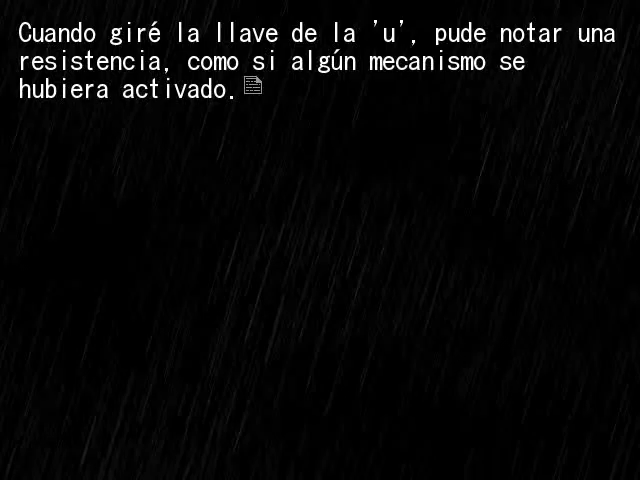 Cuando giré la llave de la 'u', pude notar una
resistencia, como si algún mecanismo se
hubiera activado.